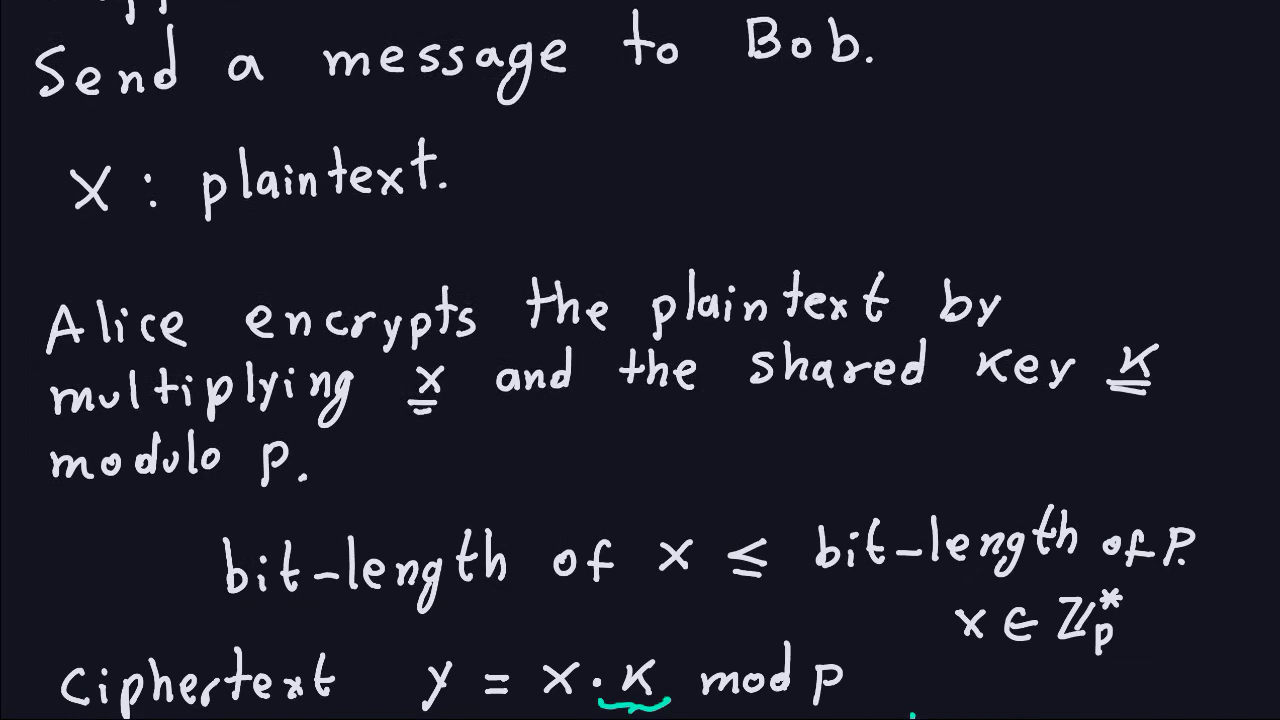 Send a message to Bob.
X : plaintext.
Alice encrypts the plaintext by
multiplying x and the shared key K
modulo p.
bit-length of x ≤ bit-length of P.
x ∈ ℤₚ*
Ciphertext y = x · K mod p